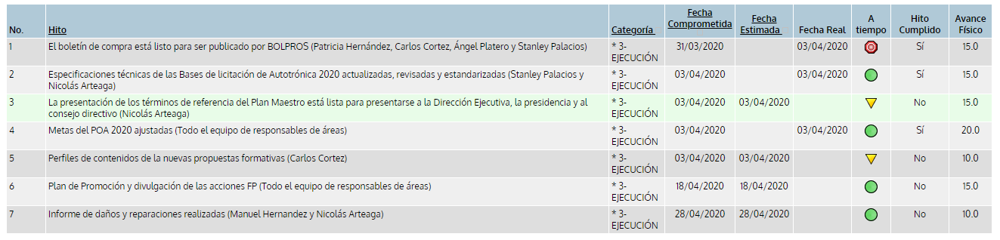 No. Hito Categoría Fecha Comprometida Fecha Estimada Fecha Real A tiempo Hito Cumplido Avance Físico
1 El boletín de compra está listo para ser publicado por BOLPROS (Patricia Hernández, Carlos Cortez, Ángel Platero y Stanley Palacios) * 3- 31/03/2020 03/04/2020 Sí 15.0
EJECUCIÓN
2 Especificaciones técnicas de las Bases de licitación de Autotrónica 2020 actualizadas, revisadas y estandarizadas (Stanley Palacios y * 3- 03/04/2020 03/04/2020 Sí 15.0
Nicolás Arteaga) EJECUCIÓN
3 La presentación de los términos de referencia del Plan Maestro está lista para presentarse a la Dirección Ejecutiva, la presidencia y al * 3- 03/04/2020 03/04/2020 No 15.0
consejo directivo (Nicolás Arteaga) EJECUCIÓN
4 Metas del POA 2020 ajustadas (Todo el equipo de responsables de áreas) * 3- 03/04/2020 03/04/2020 Sí 20.0
EJECUCIÓN
5 Perfiles de contenidos de la nuevas propuestas formativas (Carlos Cortez) * 3- 03/04/2020 03/04/2020 No 10.0
EJECUCIÓN
6 Plan de Promoción y divulgación de las acciones FP (Todo el equipo de responsables de áreas) * 3- 18/04/2020 18/04/2020 No 15.0
EJECUCIÓN
7 Informe de daños y reparaciones realizadas (Manuel Hernandez y Nicolás Arteaga) * 3- 28/04/2020 28/04/2020 No 10.0
EJECUCIÓN